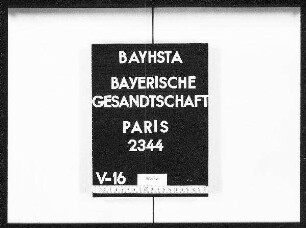 BAYHSTA
BAYERISCHE
GESANDTSCHAFT
PARIS
2344
V-16